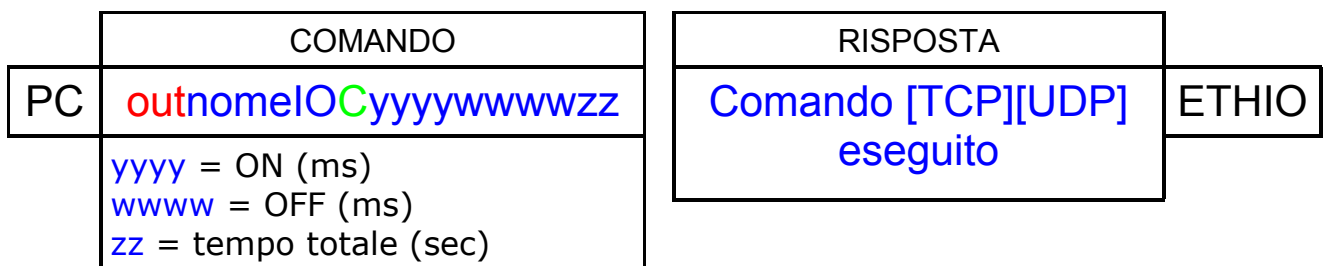 COMANDO
RISPOSTA
PC
outnomeIOCyyyywwwwzz
Comando [TCP][UDP]
eseguito
ETHIO
yyyy = ON (ms)
wwww = OFF (ms)
zz = tempo totale (sec)